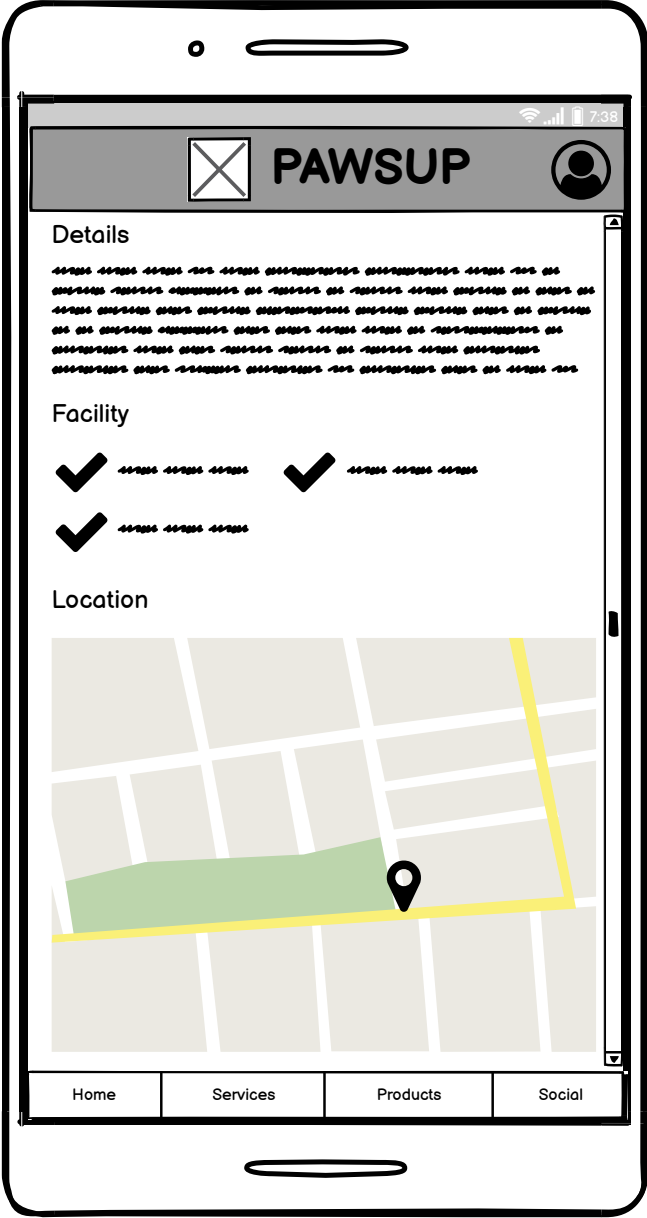 7:38
PAWSUP
Details
Facility
Location
Home Services Products Social